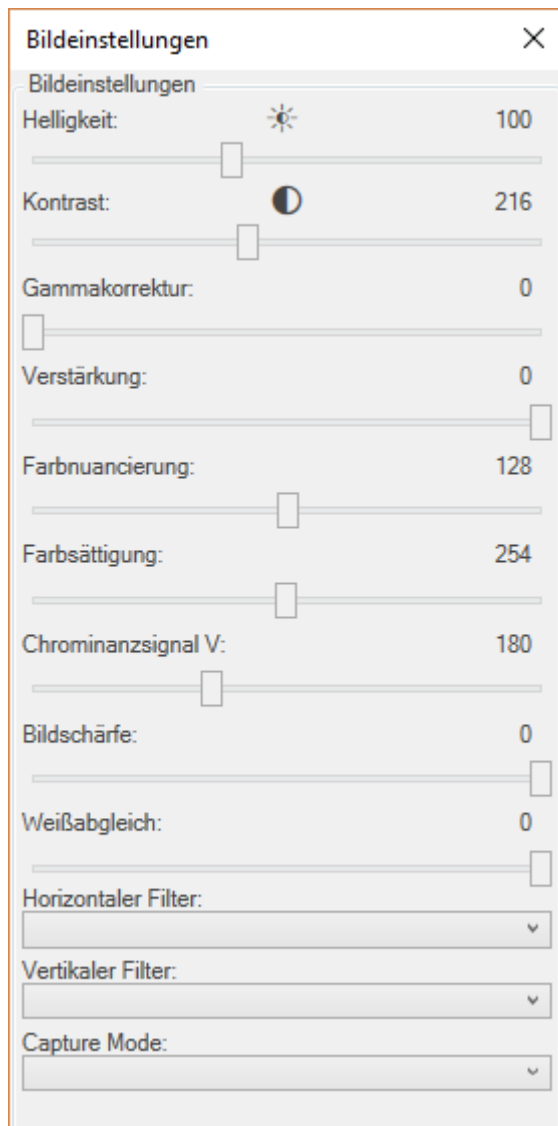 Bildeinstellungen
Bildeinstellungen
Helligkeit: 100
Kontrast: 216
Gammakorrektur: 0
Verstärkung: 0
Farbnuancierung: 128
Farbsättigung: 254
Chrominanzsignal V: 180
Bildschärfe: 0
Weißabgleich: 0
Horizontaler Filter:
Vertikaler Filter:
Capture Mode: